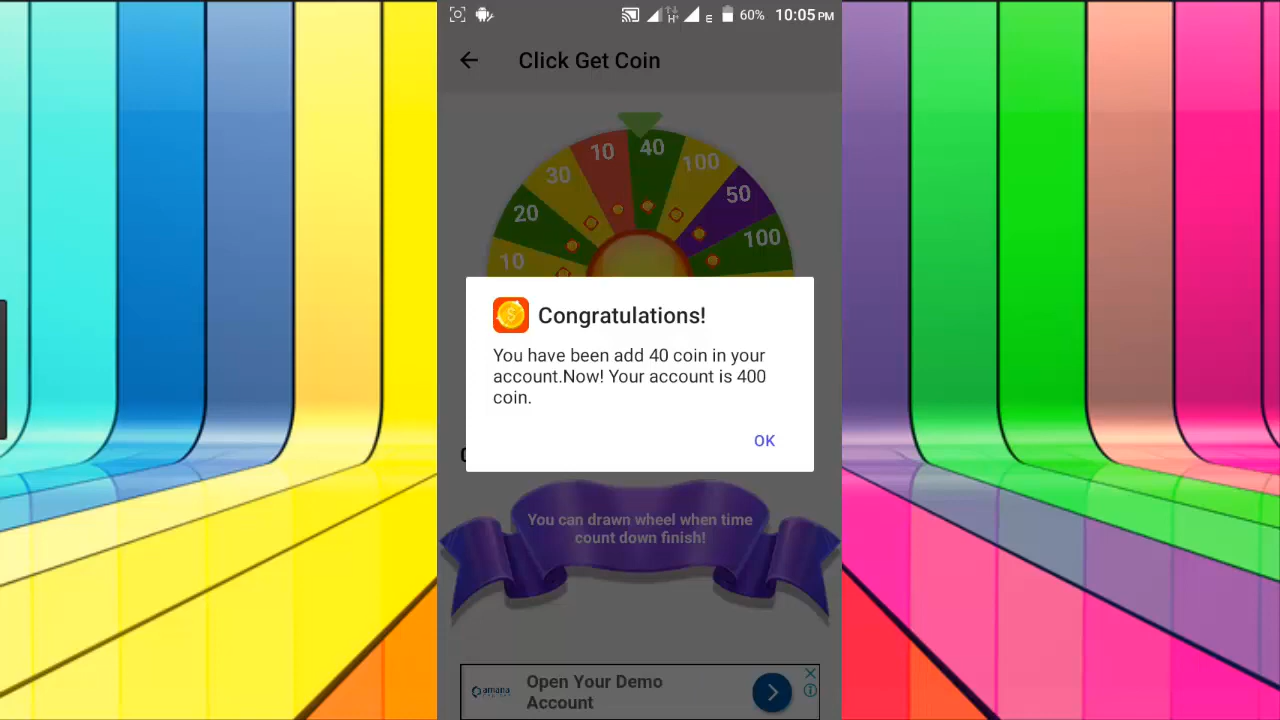 E 60% 10:05 PM
Click Get Coin
10
20
30
10
40
100
50
100
Congratulations!
You have been add 40 coin in your
account.Now! Your account is 400
coin.
OK
You can drawn wheel when time
count down finish!
amana
Open Your Demo
Account